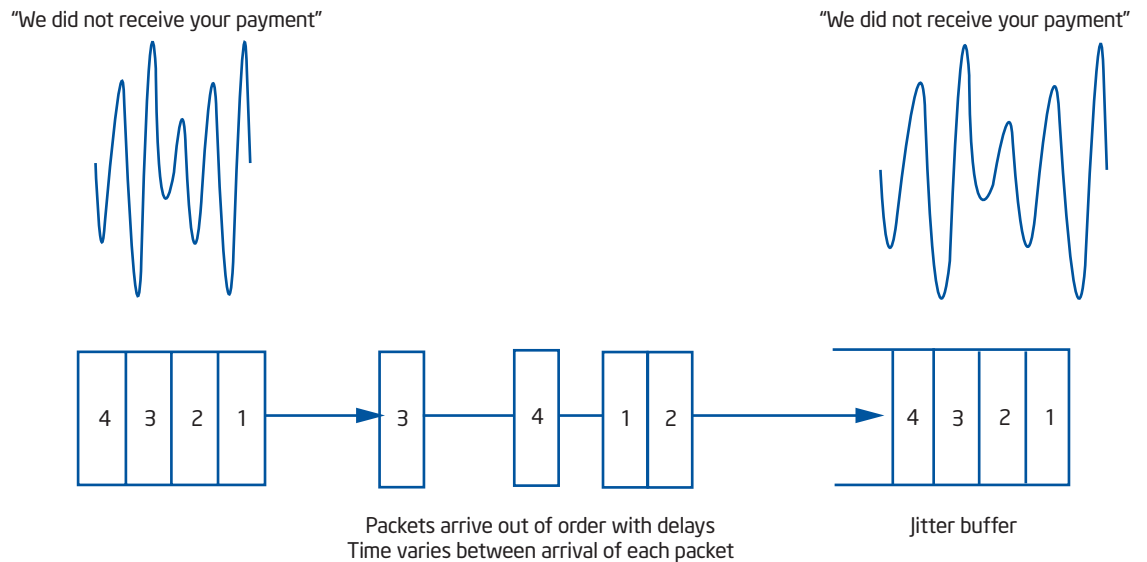 “We did not receive your payment”
“We did not receive your payment”
4 3 2 1
3
4
1 2
4 3 2 1
Packets arrive out of order with delays
Time varies between arrival of each packet
Jitter buffer